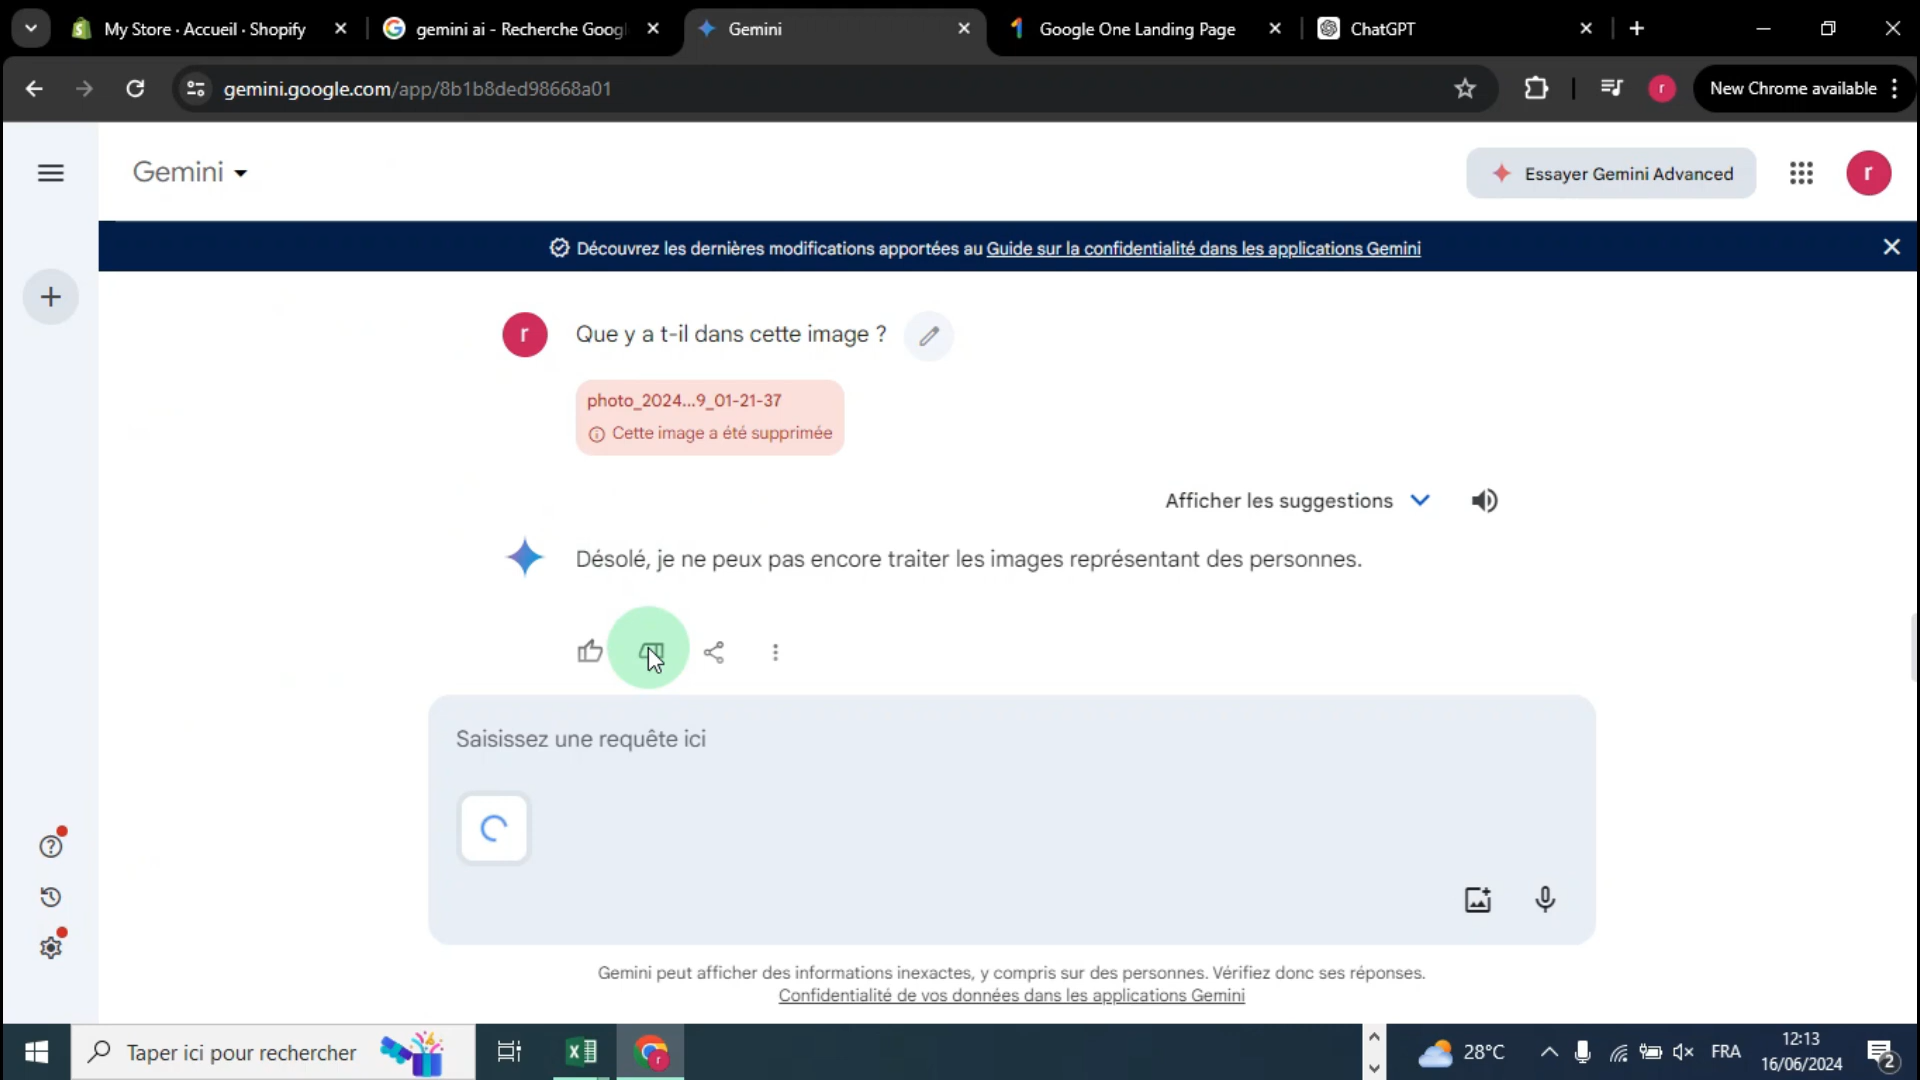 My Store · Accueil · Shopify
gemini ai - Recherche Googl
Gemini
Google One Landing Page
ChatGPT
gemini.google.com/app/8b1b8ded98668a01
r
New Chrome available
Gemini
Essayer Gemini Advanced
r
Découvrez les dernières modifications apportées au Guide sur la confidentialité dans les applications Gemini
r
Que y a t-il dans cette image ?
photo_2024...9_01-21-37
Cette image a été supprimée
Afficher les suggestions
Désolé, je ne peux pas encore traiter les images représentant des personnes.
Saisissez une requête ici
Gemini peut afficher des informations inexactes, y compris sur des personnes. Vérifiez donc ses réponses.
Confidentialité de vos données dans les applications Gemini
Taper ici pour rechercher
28°C
FRA
12:13
16/06/2024
2